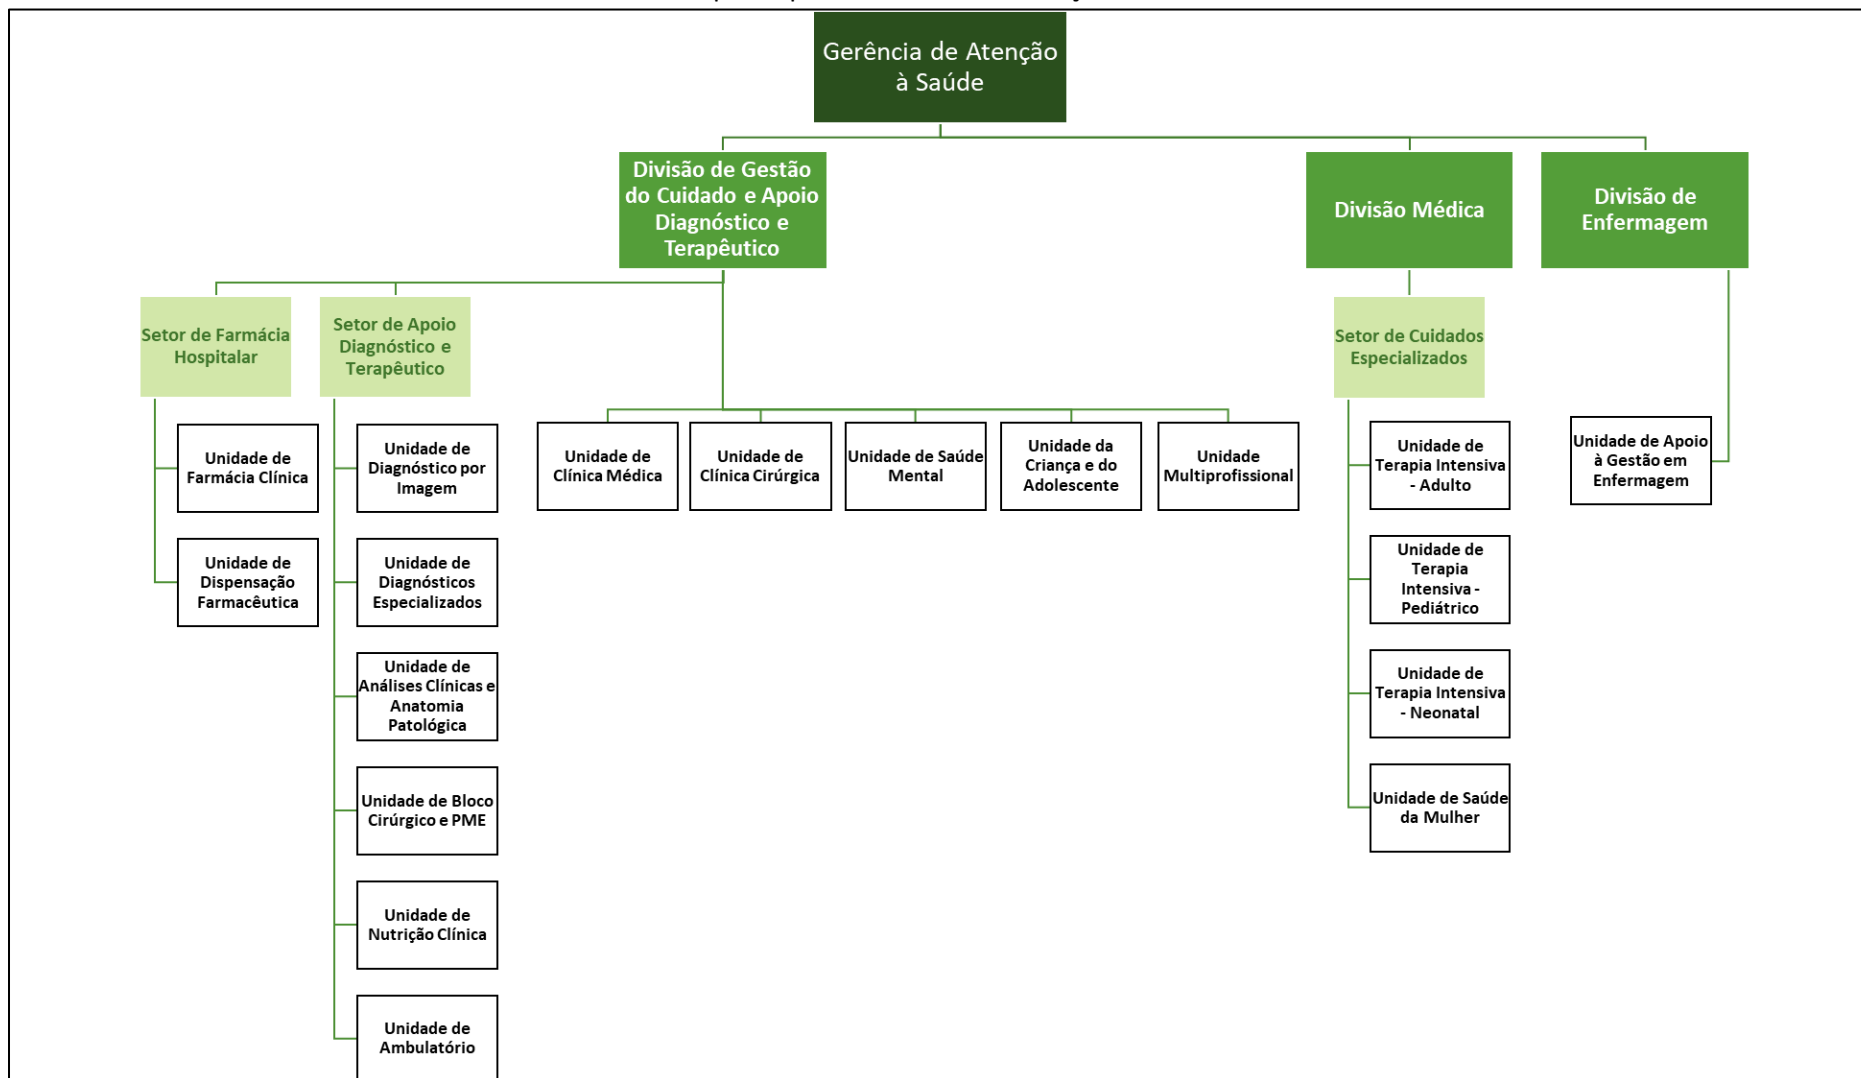 Gerência de Atenção
à Saúde
Divisão de Gestão
do Cuidado e Apoio
Diagnóstico e
Terapêutico
Divisão Médica
Divisão de
Enfermagem
Setor de Farmácia
Hospitalar
Setor de Apoio
Diagnóstico e
Terapêutico
Setor de Cuidados
Especializados
Unidade de
Farmácia Clínica
Unidade de
Dispensação
Farmacêutica
Unidade de
Diagnóstico por
Imagem
Unidade de
Diagnósticos
Especializados
Unidade de
Análises Clínicas e
Anatomia
Patológica
Unidade de Bloco
Cirúrgico e PME
Unidade de
Nutrição Clínica
Unidade de
Ambulatório
Unidade de
Clínica Médica
Unidade de
Clínica Cirúrgica
Unidade de Saúde
Mental
Unidade da
Criança e do
Adolescente
Unidade
Multiprofissional
Unidade de
Terapia Intensiva
- Adulto
Unidade de
Terapia
Intensiva -
Pediátrico
Unidade de
Terapia Intensiva
- Neonatal
Unidade de Saúde
da Mulher
Unidade de Apoio
à Gestão em
Enfermagem